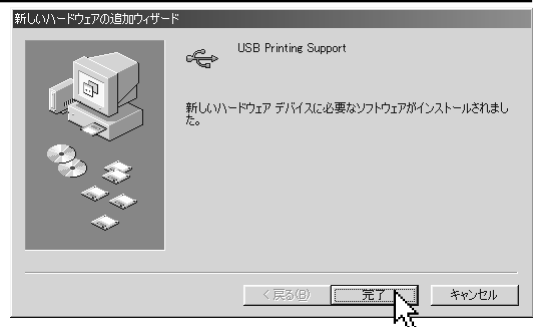 新しいハードウェアの追加ウィザード
USB Printing Support
新しいハードウェア デバイスに必要なソフトウェアがインストールされまし
た。
< 戻る(B)
完了
キャンセル